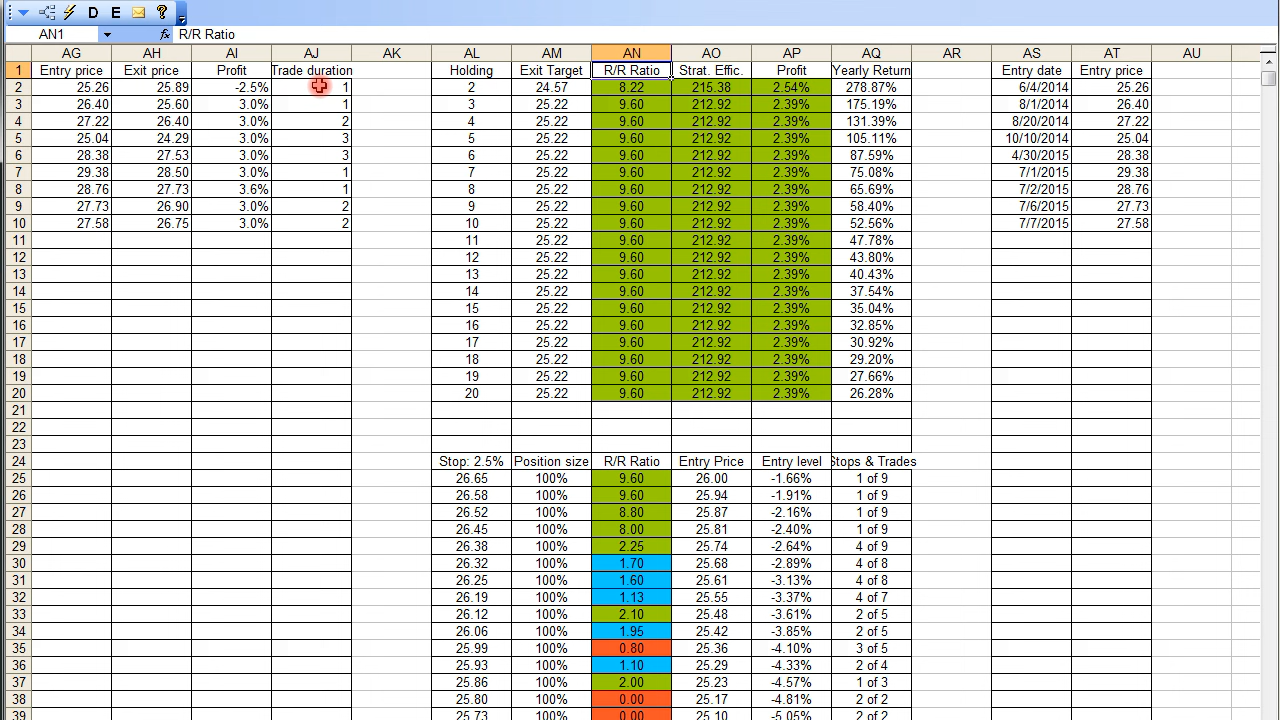 D E ?
AN1 fx R/R Ratio
AG AH AI AJ AK AL AM AN AO AP AQ AR AS AT AU
1 Entry price Exit price Profit Trade duration Holding Exit Target R/R Ratio Strat. Effic. Profit Yearly Return Entry date Entry price
2 25.26 25.89 -2.5% 1 2 24.57 8.22 215.38 2.54% 278.87% 6/4/2014 25.26
3 26.40 25.60 3.0% 1 3 25.22 9.60 212.92 2.39% 175.19% 8/1/2014 26.40
4 27.22 26.40 3.0% 2 4 25.22 9.60 212.92 2.39% 131.39% 8/20/2014 27.22
5 25.04 24.29 3.0% 3 5 25.22 9.60 212.92 2.39% 105.11% 10/10/2014 25.04
6 28.38 27.53 3.0% 3 6 25.22 9.60 212.92 2.39% 87.59% 4/30/2015 28.38
7 29.38 28.50 3.0% 1 7 25.22 9.60 212.92 2.39% 75.08% 7/1/2015 29.38
8 28.76 27.73 3.6% 1 8 25.22 9.60 212.92 2.39% 65.69% 7/2/2015 28.76
9 27.73 26.90 3.0% 2 9 25.22 9.60 212.92 2.39% 58.40% 7/6/2015 27.73
10 27.58 26.75 3.0% 2 10 25.22 9.60 212.92 2.39% 52.56% 7/7/2015 27.58
11 11 25.22 9.60 212.92 2.39% 47.78%
12 12 25.22 9.60 212.92 2.39% 43.80%
13 13 25.22 9.60 212.92 2.39% 40.43%
14 14 25.22 9.60 212.92 2.39% 37.54%
15 15 25.22 9.60 212.92 2.39% 35.04%
16 16 25.22 9.60 212.92 2.39% 32.85%
17 17 25.22 9.60 212.92 2.39% 30.92%
18 18 25.22 9.60 212.92 2.39% 29.20%
19 19 25.22 9.60 212.92 2.39% 27.66%
20 20 25.22 9.60 212.92 2.39% 26.28%
21
22
23
24 Stop: 2.5% Position size R/R Ratio Entry Price Entry level Stops & Trades
25 26.65 100% 9.60 26.00 -1.66% 1 of 9
26 26.58 100% 9.60 25.94 -1.91% 1 of 9
27 26.52 100% 8.80 25.87 -2.16% 1 of 9
28 26.45 100% 8.00 25.81 -2.40% 1 of 9
29 26.38 100% 2.25 25.74 -2.64% 4 of 9
30 26.32 100% 1.70 25.68 -2.89% 4 of 8
31 26.25 100% 1.60 25.61 -3.13% 4 of 8
32 26.19 100% 1.13 25.55 -3.37% 4 of 7
33 26.12 100% 2.10 25.48 -3.61% 2 of 5
34 26.06 100% 1.95 25.42 -3.85% 2 of 5
35 25.99 100% 0.80 25.36 -4.10% 3 of 5
36 25.93 100% 1.10 25.29 -4.33% 2 of 4
37 25.86 100% 2.00 25.23 -4.57% 1 of 3
38 25.80 100% 0.00 25.17 -4.81% 2 of 2
39 25.73 100% 0.00 25.10 -5.05% 2 of 2